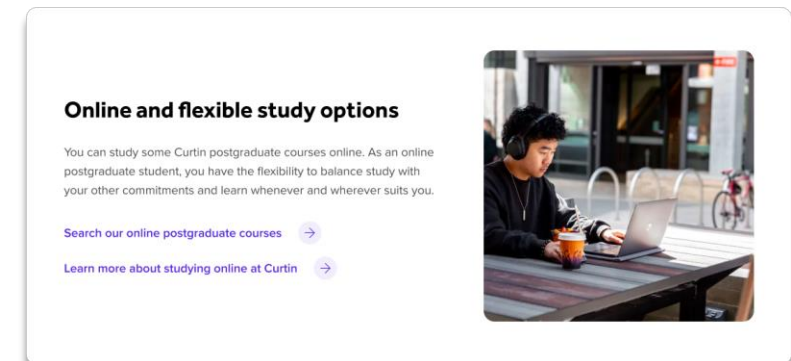 Online and flexible study options
You can study some Curtin postgraduate courses online. As an online
postgraduate student, you have the flexibility to balance study with
your other commitments and learn whenever and wherever suits you.
Search our online postgraduate courses
Learn more about studying online at Curtin